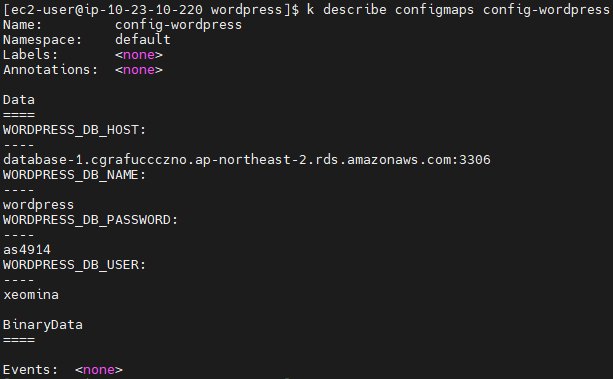 [ec2-user@ip-10-23-10-220 wordpress]$ k describe configmaps config-wordpress
Name:         config-wordpress
Namespace:    default
Labels:       <none>
Annotations:  <none>

Data
====
WORDPRESS_DB_HOST:
----
database-1.cgrafuccczno.ap-northeast-2.rds.amazonaws.com:3306
WORDPRESS_DB_NAME:
----
wordpress
WORDPRESS_DB_PASSWORD:
----
as4914
WORDPRESS_DB_USER:
----
xeomina

BinaryData
====

Events:  <none>